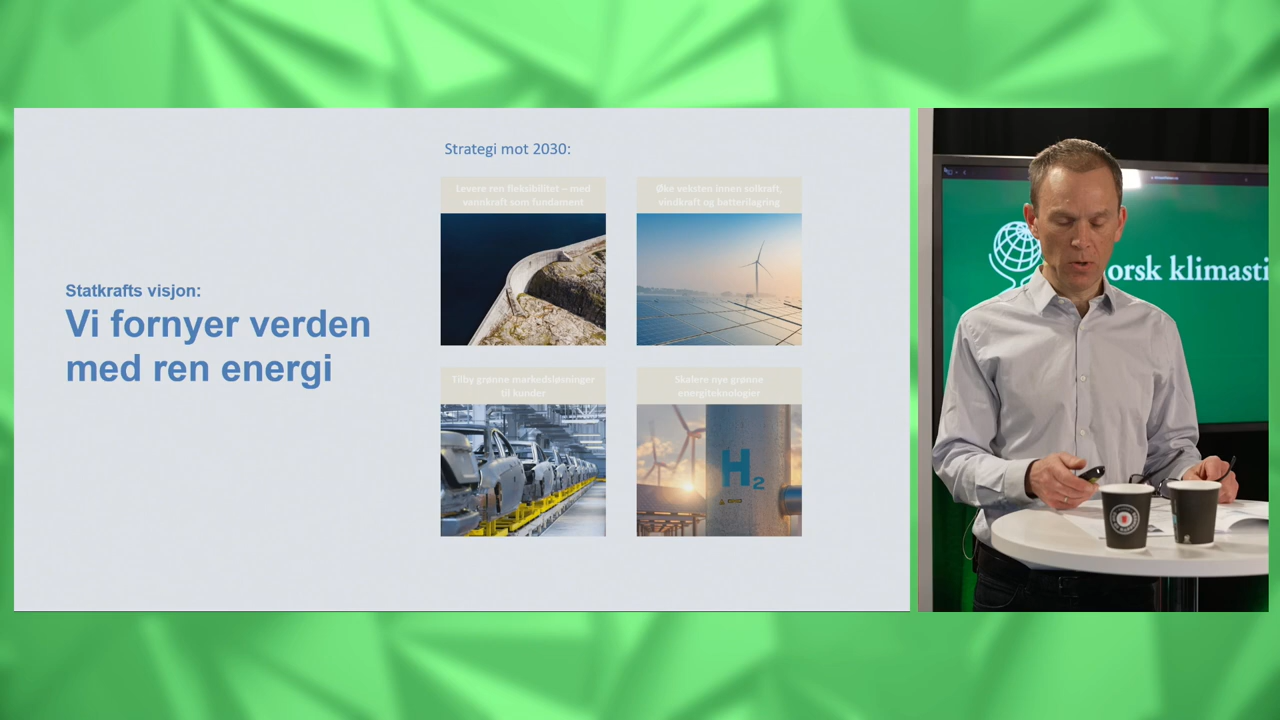 Strategi mot 2030:
Levere ren fleksibilitet – med
vannkraft som fundament
Øke veksten innen solkraft,
vindkraft og batterilagring
Statkrafts visjon:
Vi fornyer verden
med ren energi
Tilby grønne markedsløsninger
til kunder
Skalere nye grønne
energiteknologier
H2
orsk klimasti